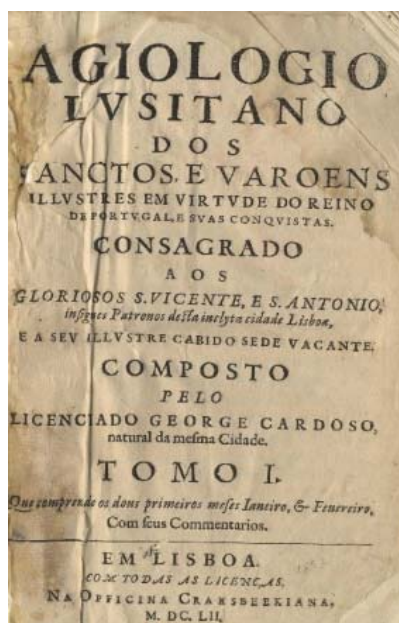 AGIOLOGIO
LVSITANO
DOS
SANCTOS, E VAROENS
ILLVSTRES EM VIRTVDE DO REINO
DE PORTVGAL, E SVAS CONQVISTAS.
CONSAGRADO
AOS
GLORIOSOS S. VICENTE, E S. ANTONIO,
insignes Patronos desta inclyta cidade Lisboa,
E A SEV ILLVSTRE CABIDO SEDE VACANTE.
COMPOSTO
PELO
LICENCIADO GEORGE CARDOSO,
natural da mesma Cidade.
TOMO I.
Que comprende os dous primeiros meses Ianeiro, & Feuereiro,
Com seus Commentarios.
EM LISBOA.
COM TODAS AS LICENÇAS,
NA OFFICINA CRAESBEEKIANA,
M. DC. LII.